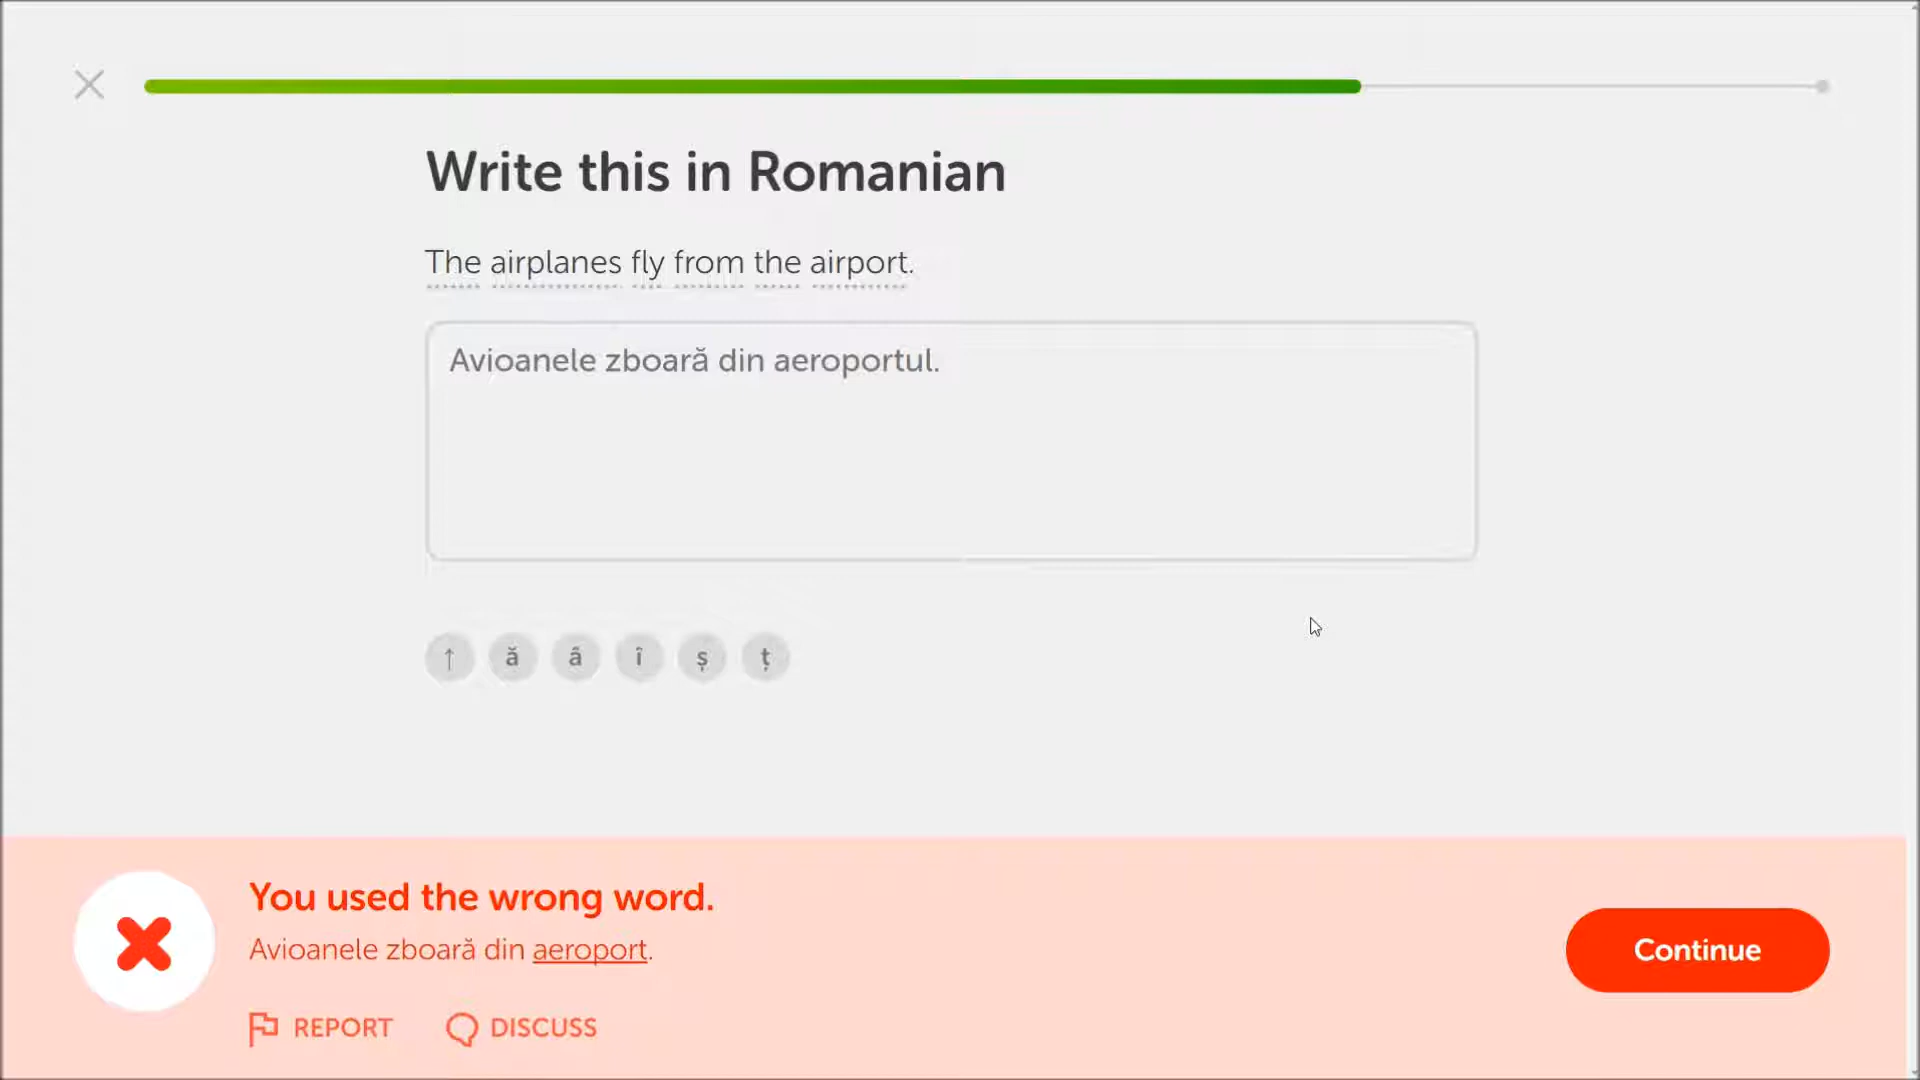 Write this in Romanian
The airplanes fly from the airport.
Avioanele zboară din aeroportul.
↑ ă â î ș ț
You used the wrong word.
Avioanele zboară din aeroport.
Continue
REPORT DISCUSS